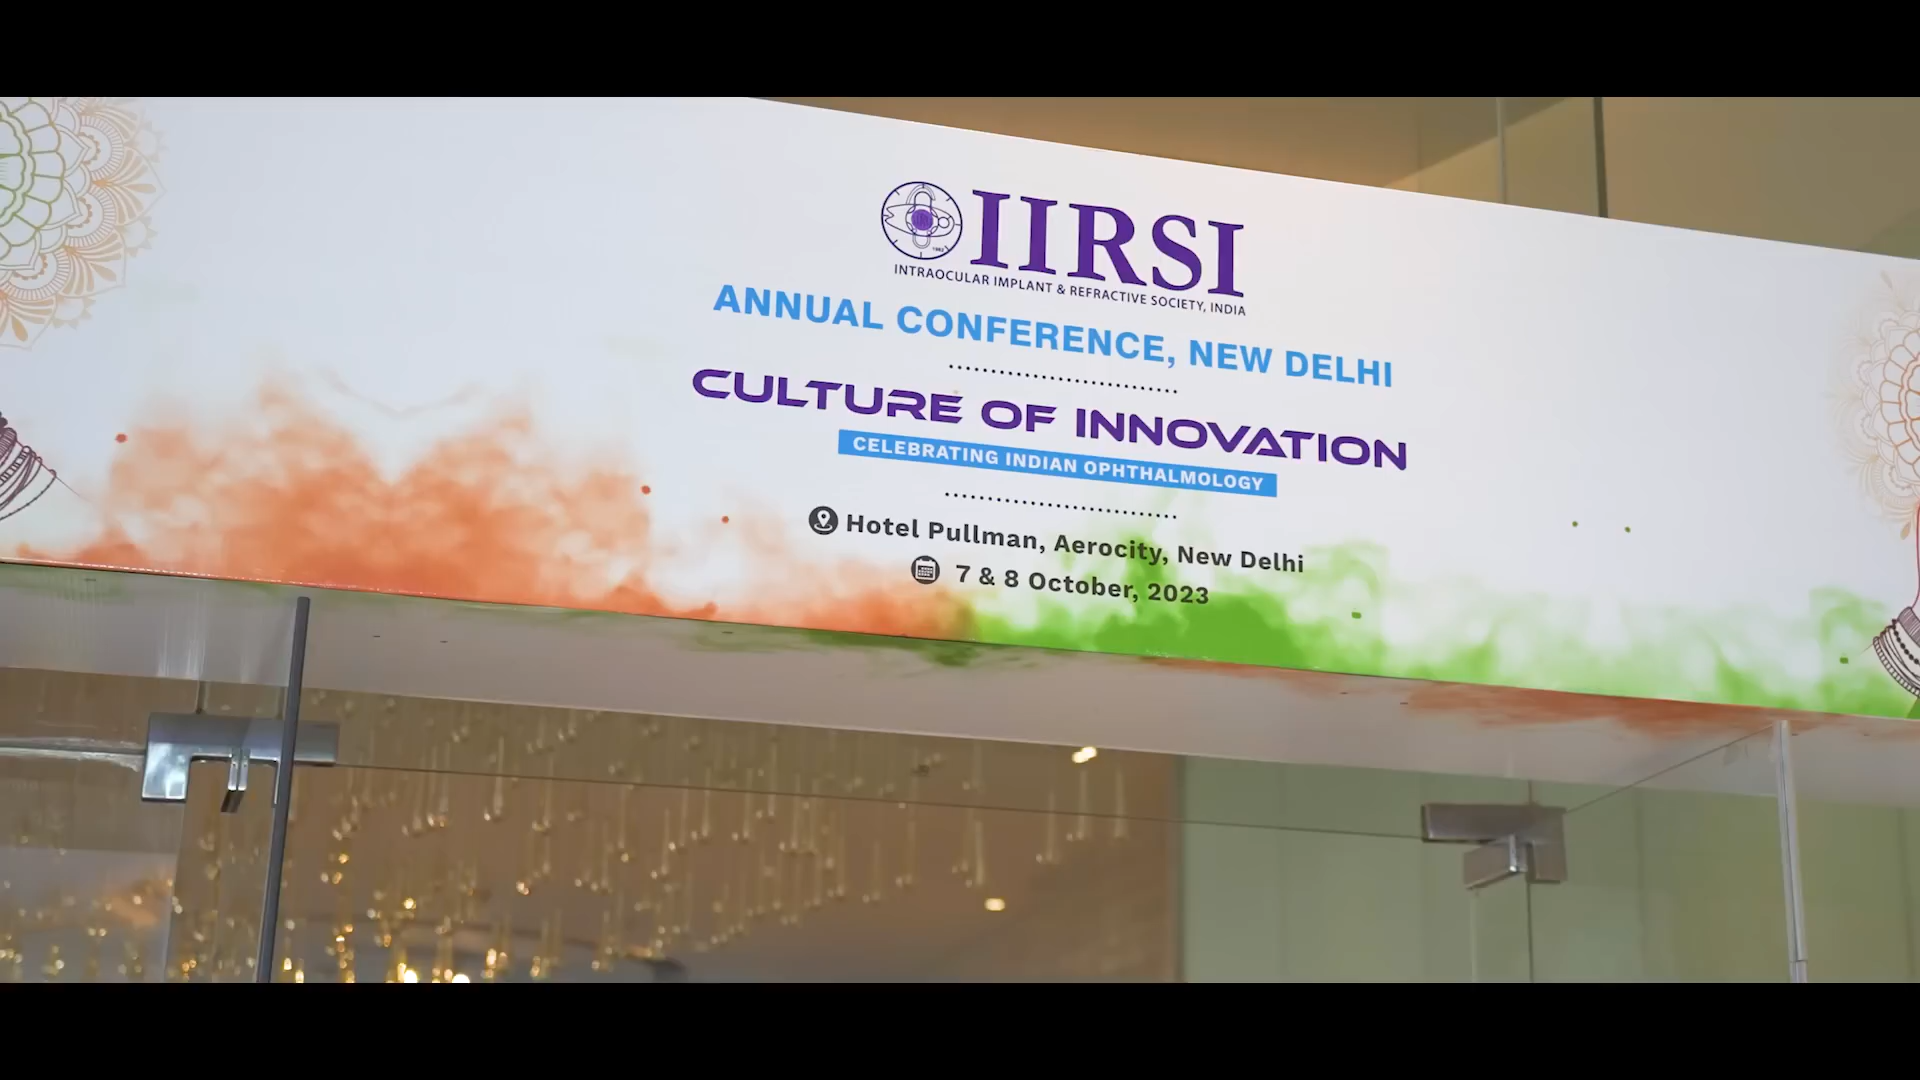 IIRSI
INTRAOCULAR IMPLANT & REFRACTIVE SOCIETY, INDIA
ANNUAL CONFERENCE, NEW DELHI
CULTURE OF INNOVATION
CELEBRATING INDIAN OPHTHALMOLOGY
Hotel Pullman, Aerocity, New Delhi
7 & 8 October, 2023